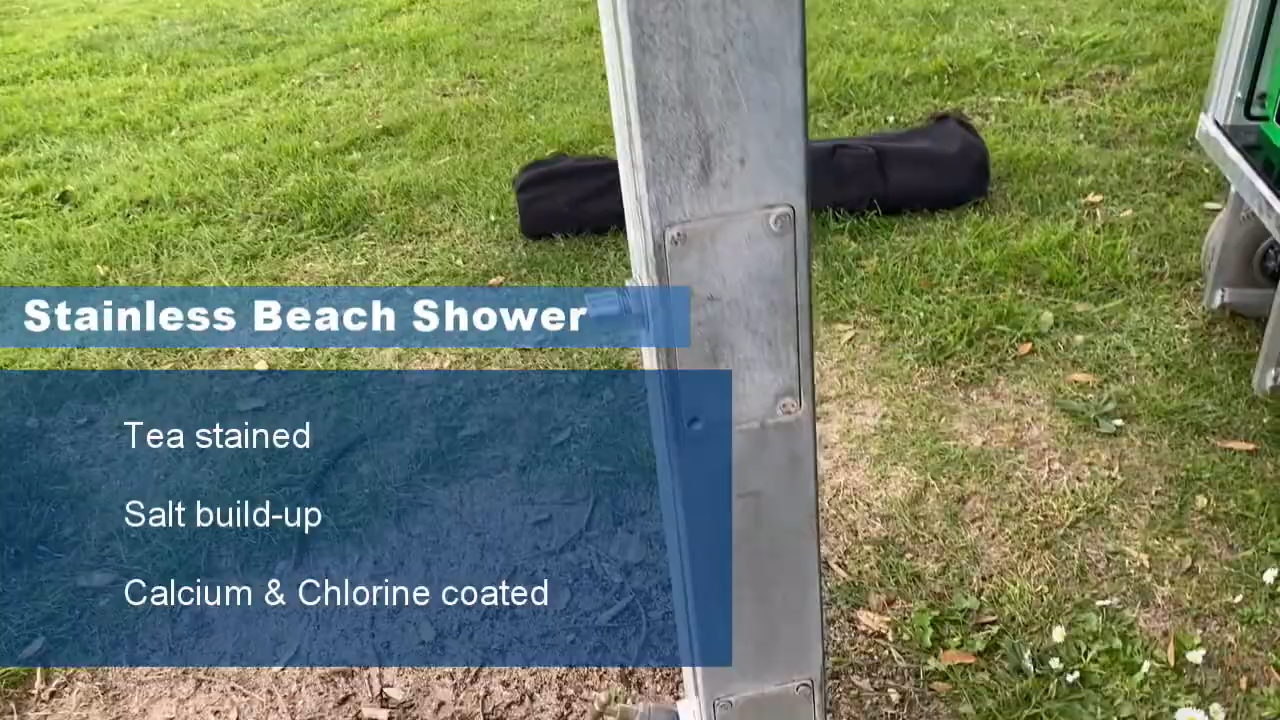 Stainless Beach Shower
Tea stained
Salt build-up
Calcium & Chlorine coated